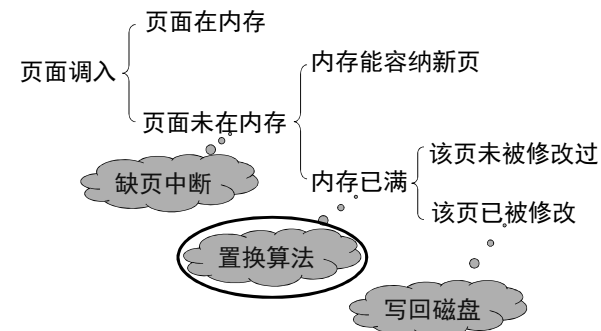 页面在内存
页面调入
内存能容纳新页
页面未在内存
该页未被修改过
缺页中断
内存已满
该页已被修改
置换算法
写回磁盘